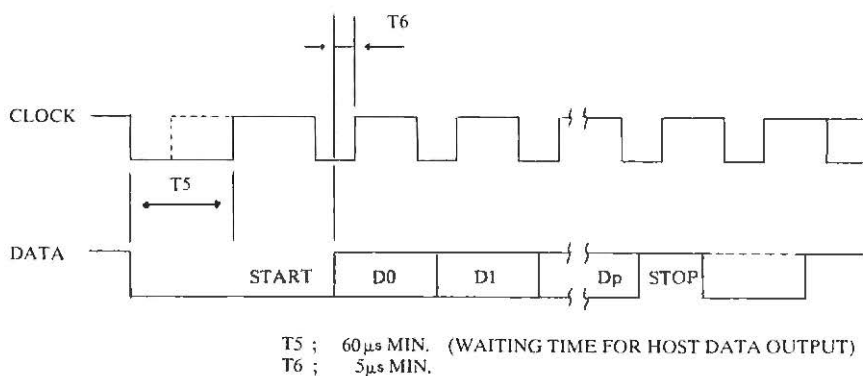 T6
CLOCK
T5
DATA
START D0 D1 Dp STOP
T5 ; 60μs MIN. (WAITING TIME FOR HOST DATA OUTPUT)
T6 ; 5μs MIN.